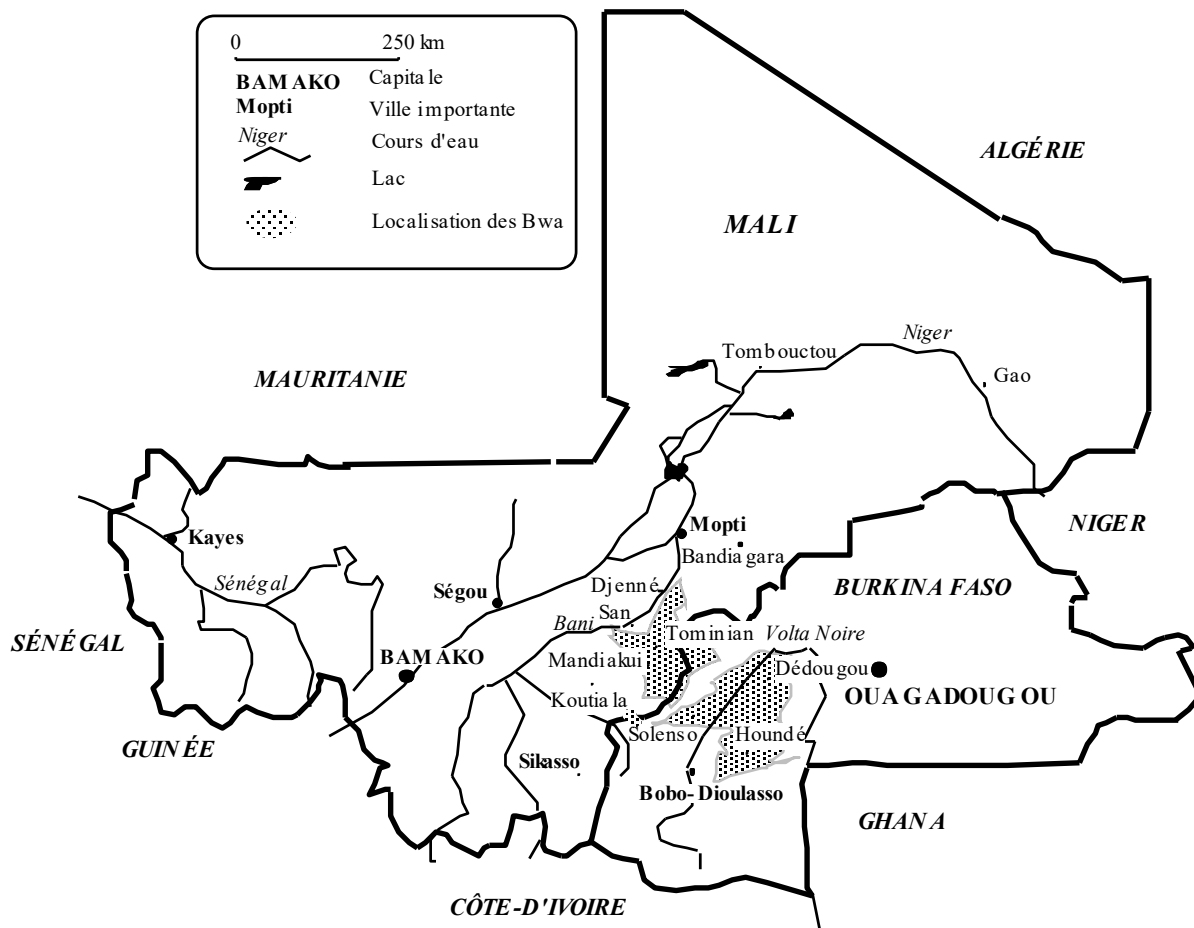 0 250 km
BAMAKO Capitale
Mopti Ville importante
Niger Cours d'eau
Lac
Localisation des Bwa
ALGÉRIE
MALI
Niger
Tombouctou
MAURITANIE
Gao
NIGER
Kayes
Mopti
Bandiagara
Sénégal
Djenné
BURKINA FASO
Ségou
San
Bani
Tominian
Volta Noire
SÉNÉGAL
BAMAKO
Mandiakui
Dédougou
OUAGADOUGOU
Koutiala
GUINÉE
Solenso
Houndé
Sikasso
Bobo-Dioulasso
GHANA
CÔTE-D'IVOIRE